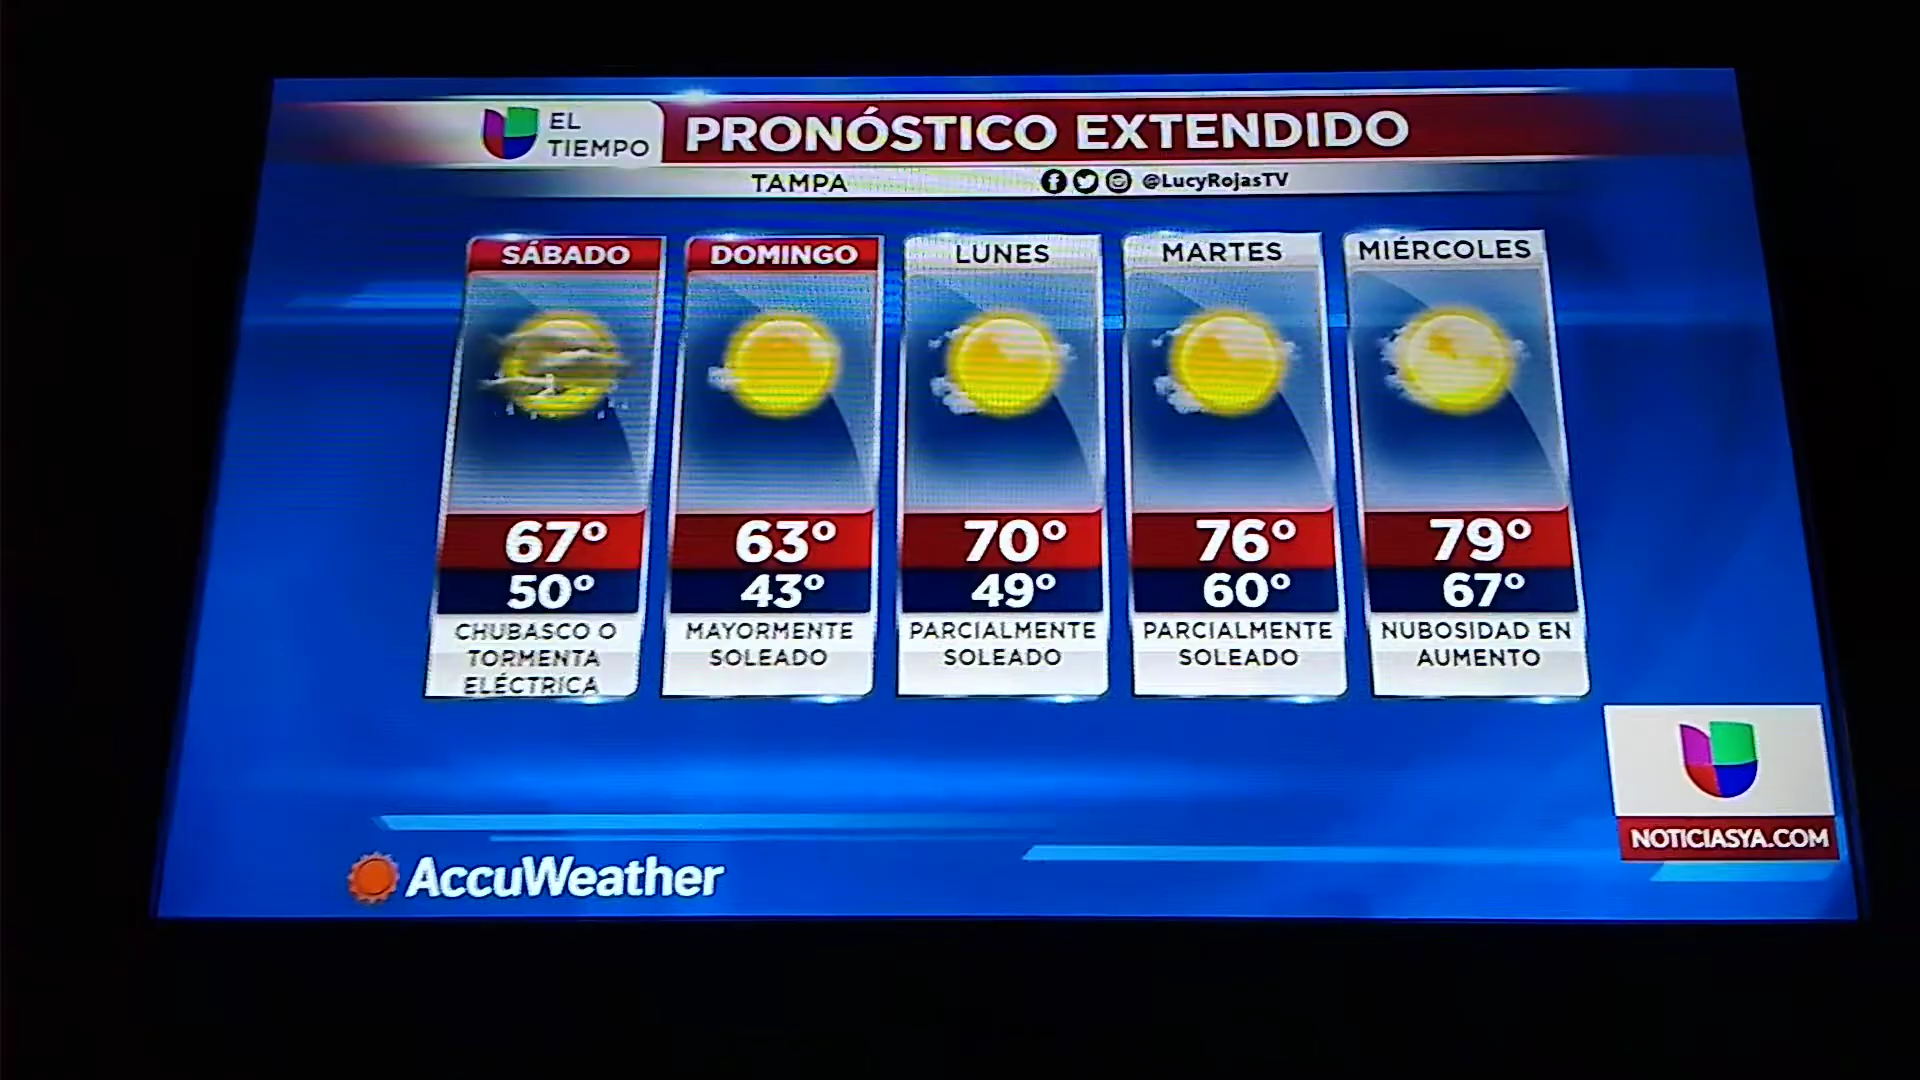 EL
TIEMPO
PRONÓSTICO EXTENDIDO
TAMPA
@LucyRojasTV
SÁBADO
67°
50°
CHUBASCO O
TORMENTA
ELÉCTRICA
DOMINGO
63°
43°
MAYORMENTE
SOLEADO
LUNES
70°
49°
PARCIALMENTE
SOLEADO
MARTES
76°
60°
PARCIALMENTE
SOLEADO
MIÉRCOLES
79°
67°
NUBOSIDAD EN
AUMENTO
NOTICIASYA.COM
AccuWeather